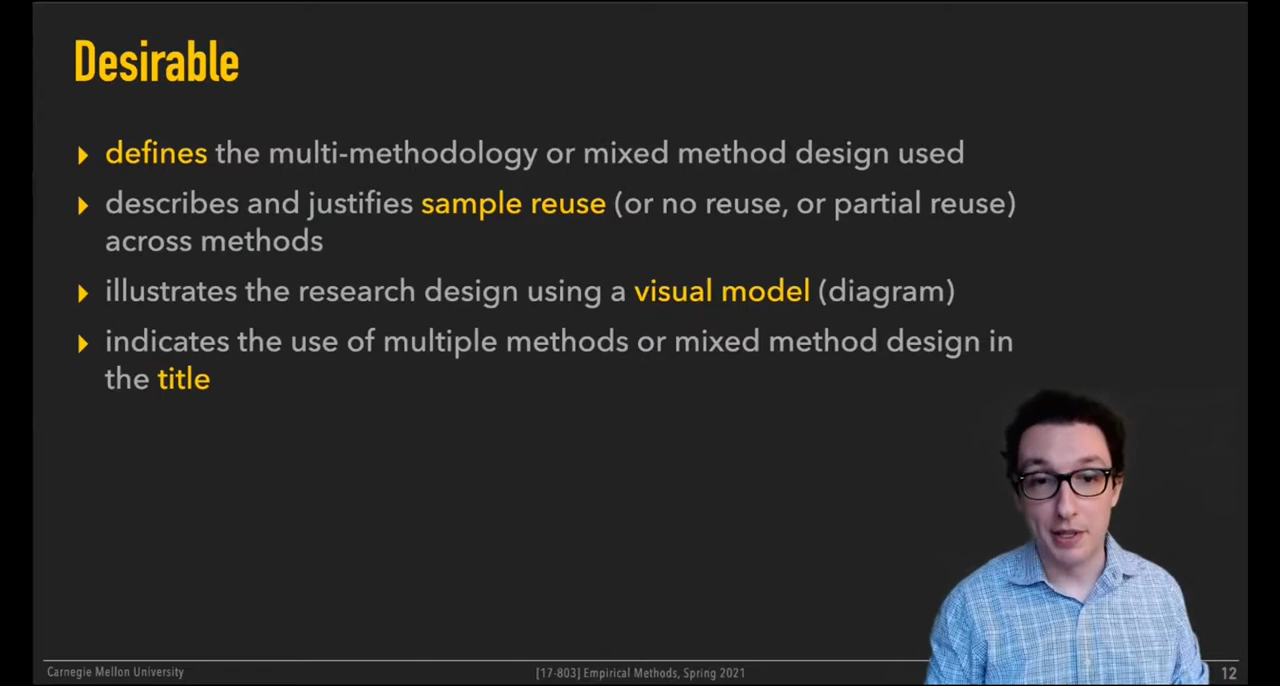 Desirable
defines the multi-methodology or mixed method design used
describes and justifies sample reuse (or no reuse, or partial reuse)
across methods
illustrates the research design using a visual model (diagram)
indicates the use of multiple methods or mixed method design in
the title
Carnegie Mellon University
[17-803] Empirical Methods, Spring 2021
12